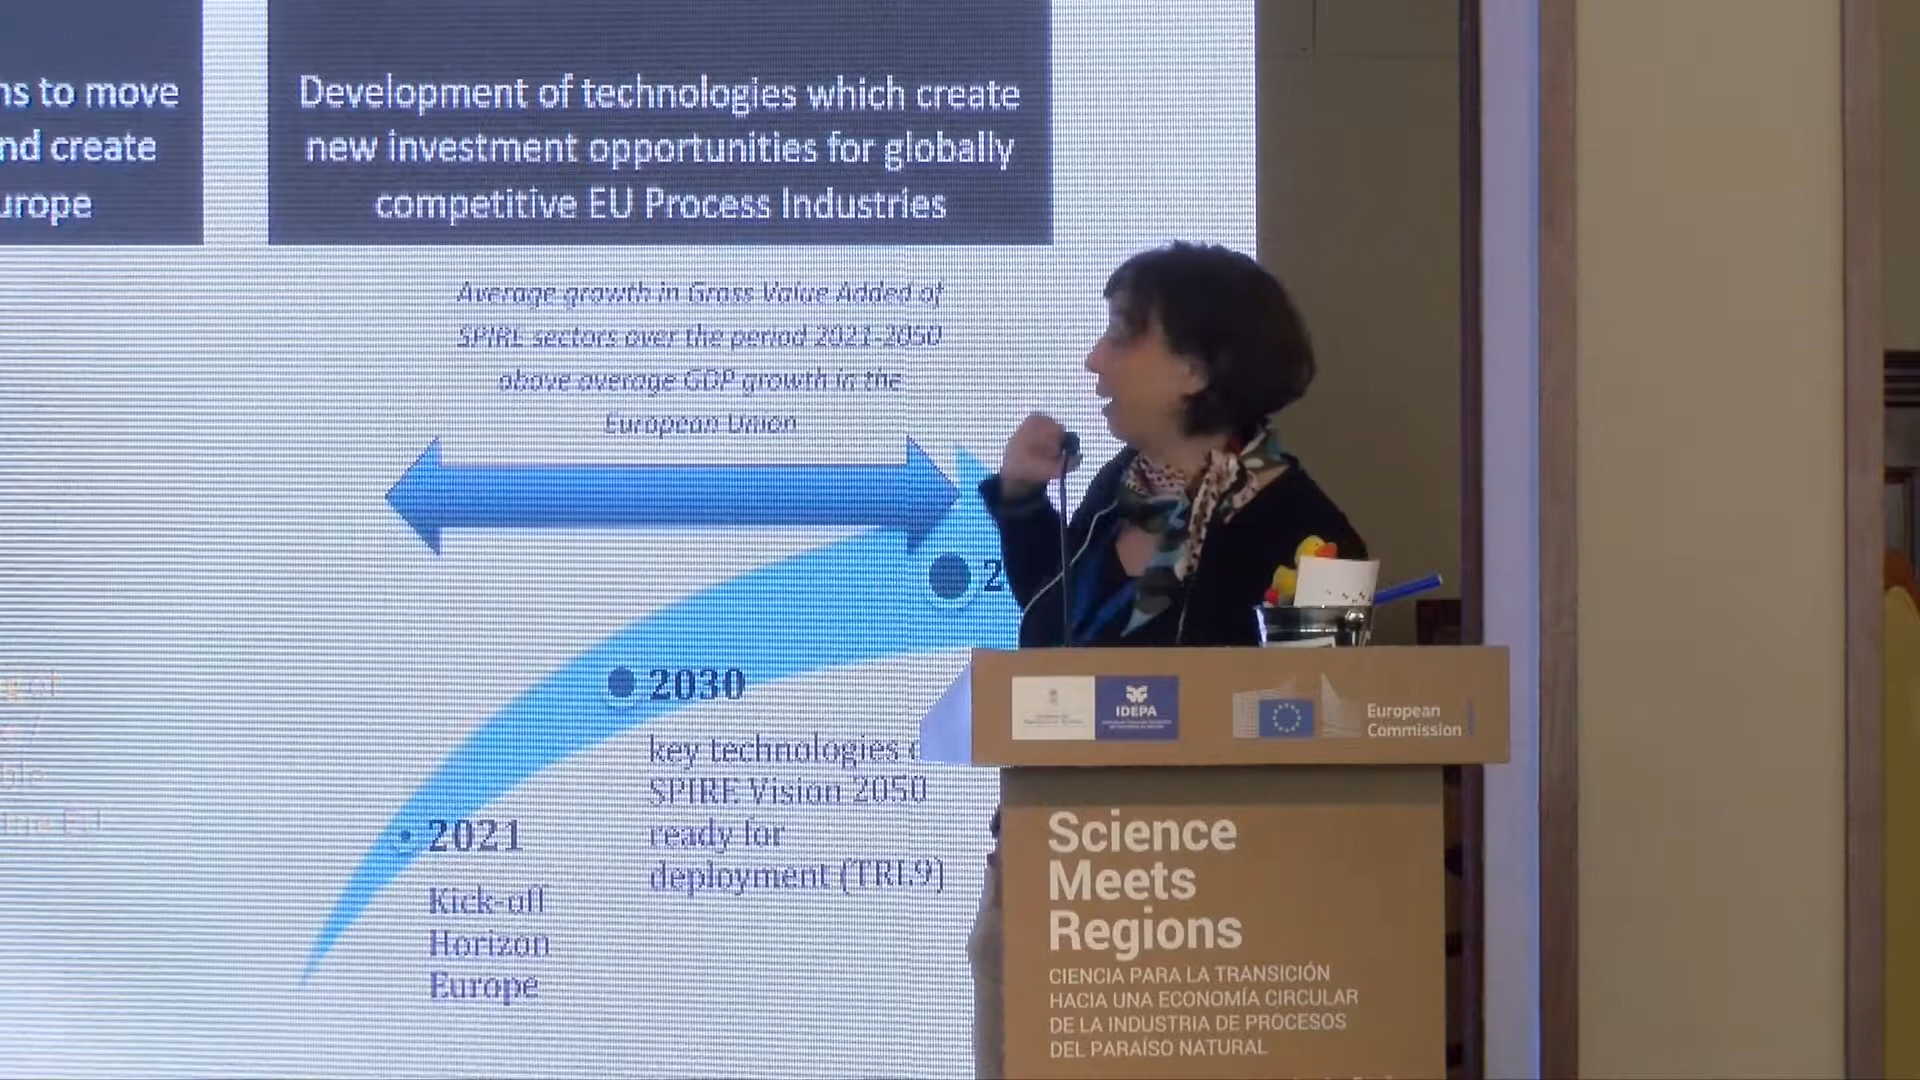 ns to move
nd create
urope
Development of technologies which create
new investment opportunities for globally
competitive EU Process Industries
Average growth in Gross Value Added of
SPIRE sectors over the period 2021-2050
above average GDP growth in the
European Union
2
2030
key technologies
SPIRE Vision 2050
ready for
deployment (TRL9)
2021
Kick-off
Horizon
Europe
IDEPA
European
Commission
Science
Meets
Regions
CIENCIA PARA LA TRANSICIÓN
HACIA UNA ECONOMÍA CIRCULAR
DE LA INDUSTRIA DE PROCESOS
DEL PARAÍSO NATURAL